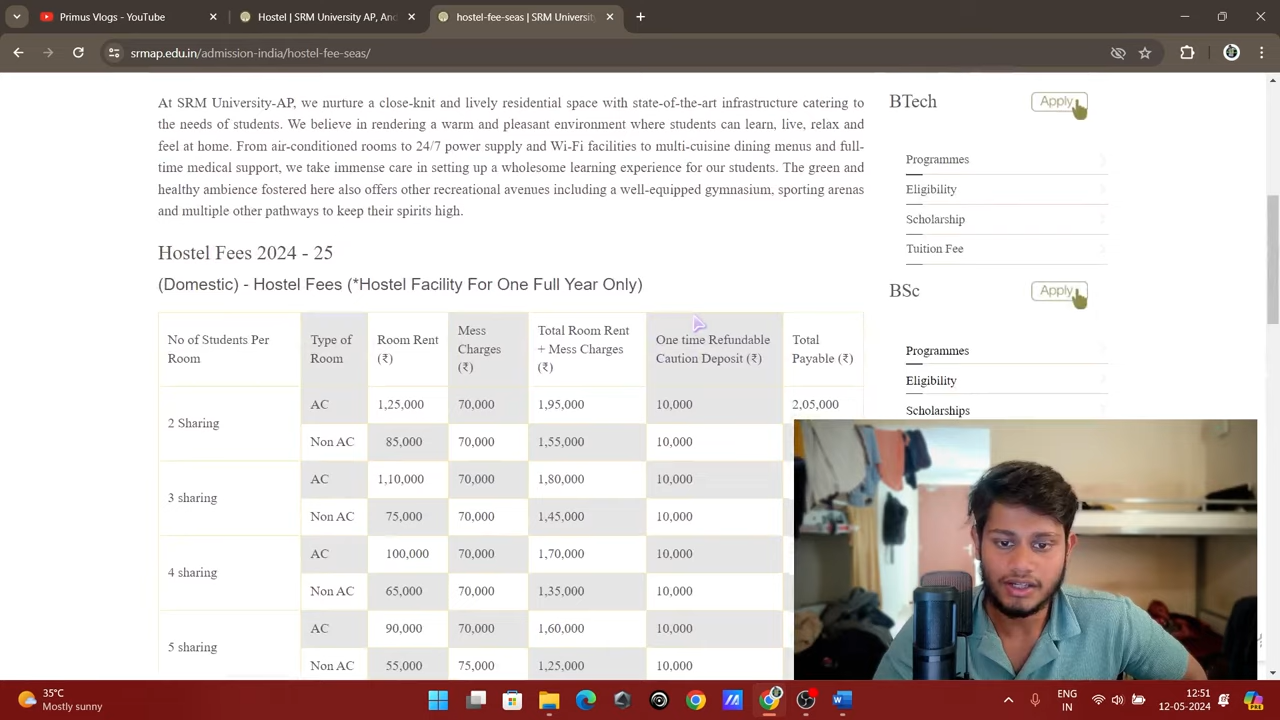 Primus Vlogs - YouTube
Hostel | SRM University AP, An
hostel-fee-seas | SRM Universit
srmap.edu.in/admission-india/hostel-fee-seas/
At SRM University-AP, we nurture a close-knit and lively residential space with state-of-the-art infrastructure catering to
the needs of students. We believe in rendering a warm and pleasant environment where students can learn, live, relax and
feel at home. From air-conditioned rooms to 24/7 power supply and Wi-Fi facilities to multi-cuisine dining menus and full-
time medical support, we take immense care in setting up a wholesome learning experience for our students. The green and
healthy ambience fostered here also offers other recreational avenues including a well-equipped gymnasium, sporting arenas
and multiple other pathways to keep their spirits high.
Hostel Fees 2024 - 25
(Domestic) - Hostel Fees (*Hostel Facility For One Full Year Only)
No of Students Per
Room
Type of
Room
Room Rent
(₹)
Mess
Charges
(₹)
Total Room Rent
+ Mess Charges
(₹)
One time Refundable
Caution Deposit (₹)
Total
Payable (₹)
2 Sharing
AC 1,25,000 70,000 1,95,000 10,000 2,05,000
Non AC 85,000 70,000 1,55,000 10,000
3 sharing
AC 1,10,000 70,000 1,80,000 10,000
Non AC 75,000 70,000 1,45,000 10,000
4 sharing
AC 100,000 70,000 1,70,000 10,000
Non AC 65,000 70,000 1,35,000 10,000
5 sharing
AC 90,000 70,000 1,60,000 10,000
Non AC 55,000 75,000 1,25,000 10,000
BTech
Apply
Programmes
Eligibility
Scholarship
Tuition Fee
BSc
Apply
Programmes
Eligibility
Scholarships
35°C
Mostly sunny
ENG
IN
12:51
12-05-2024